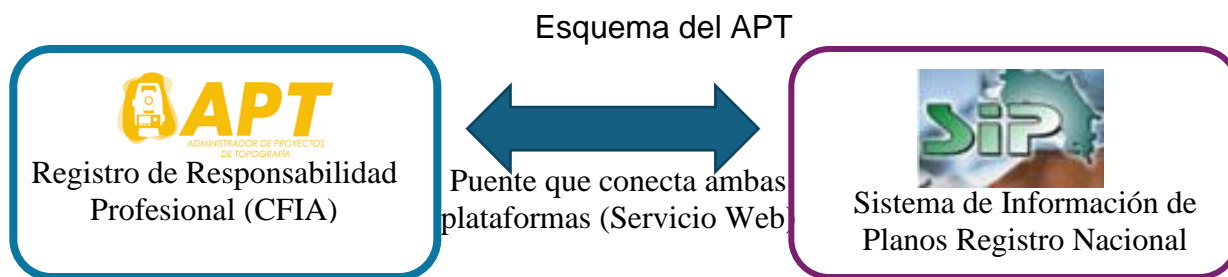 Esquema del APT
APT
ADMINISTRADOR DE PROYECTOS
DE TOPOGRAFÍA
Registro de Responsabilidad
Profesional (CFIA)
Puente que conecta ambas
plataformas (Servicio Web)
SiP
Sistema de Información de
Planos Registro Nacional